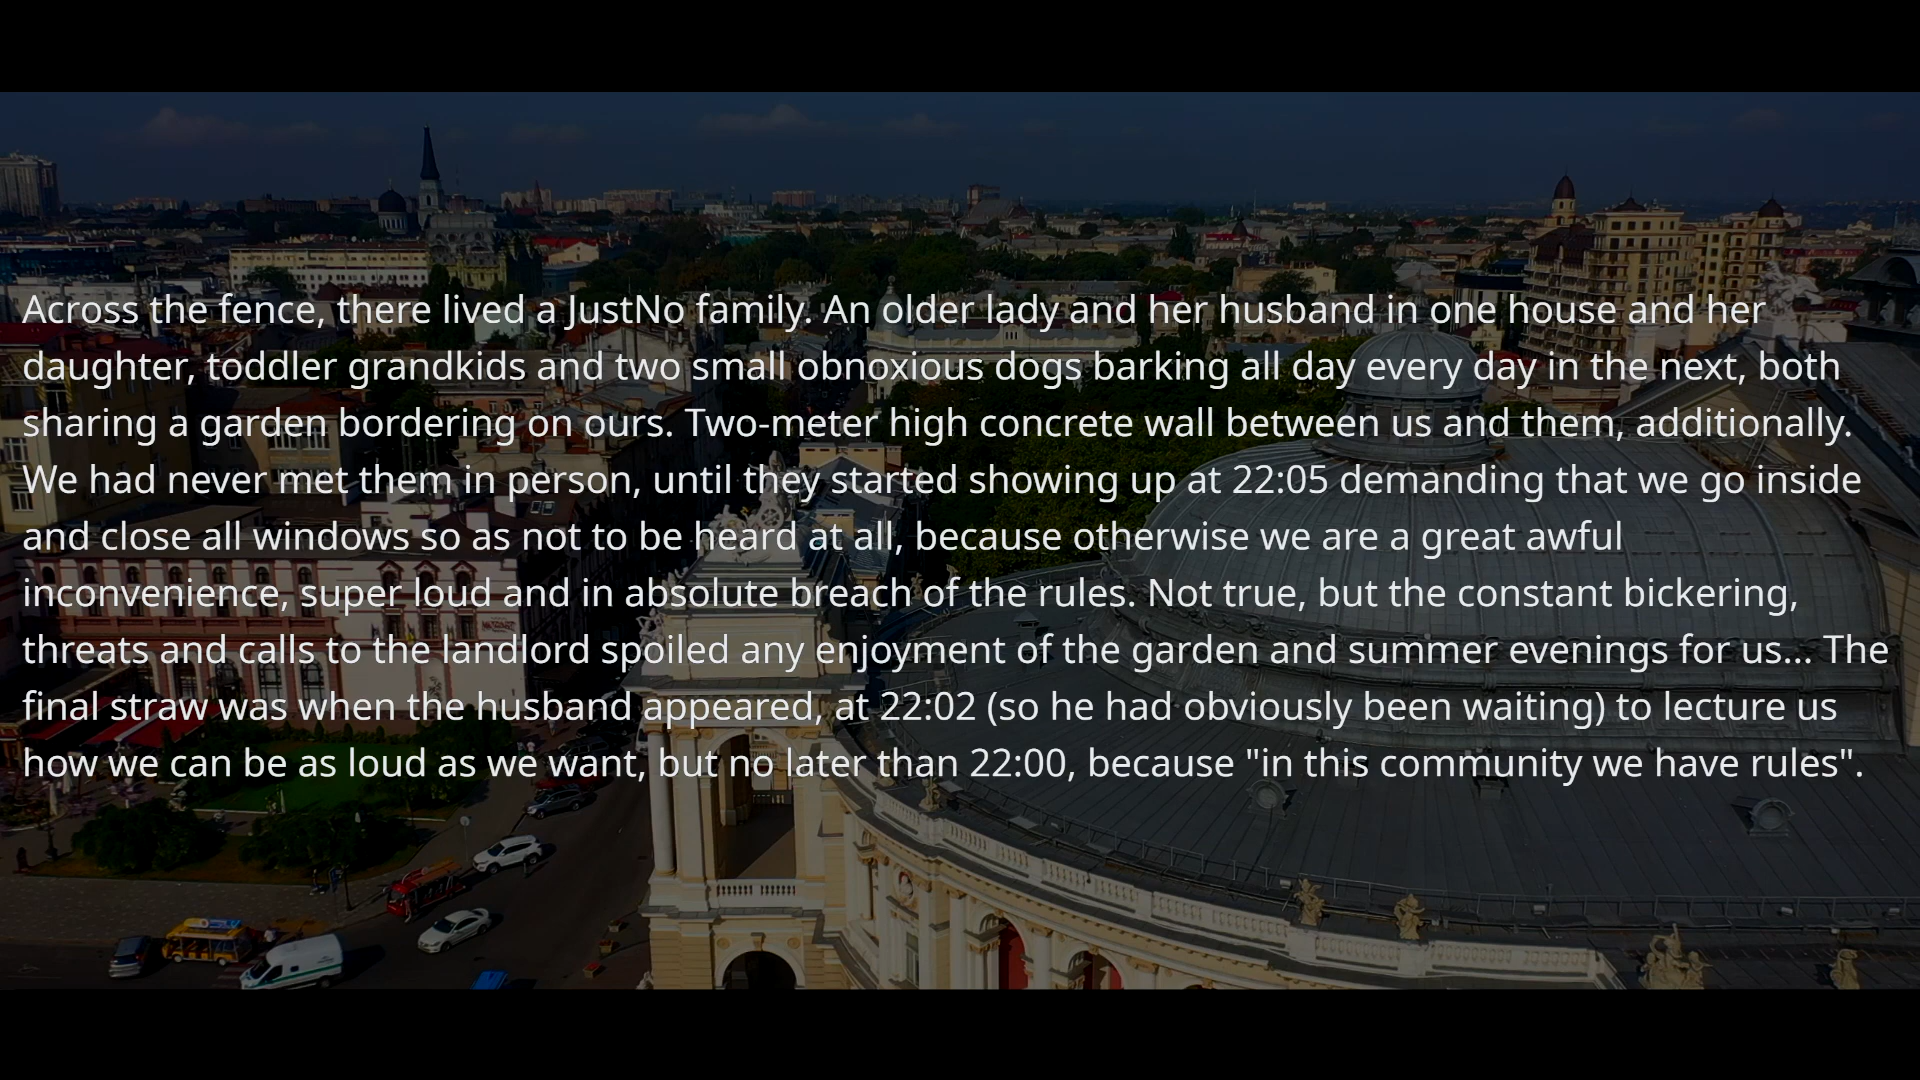 Across the fence, there lived a JustNo family. An older lady and her husband in one house and her
daughter, toddler grandkids and two small obnoxious dogs barking all day every day in the next, both
sharing a garden bordering on ours. Two-meter high concrete wall between us and them, additionally.
We had never met them in person, until they started showing up at 22:05 demanding that we go inside
and close all windows so as not to be heard at all, because otherwise we are a great awful
inconvenience, super loud and in absolute breach of the rules. Not true, but the constant bickering,
threats and calls to the landlord spoiled any enjoyment of the garden and summer evenings for us... The
final straw was when the husband appeared, at 22:02 (so he had obviously been waiting) to lecture us
how we can be as loud as we want, but no later than 22:00, because "in this community we have rules".